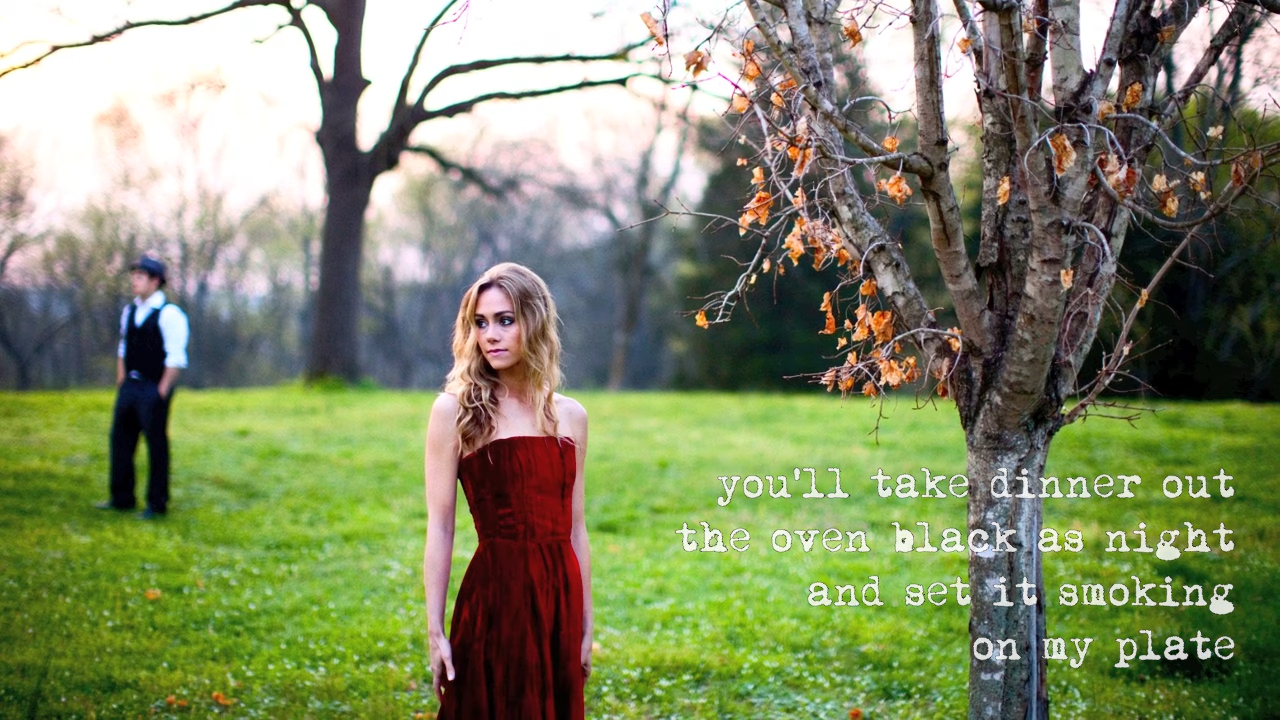 you'll take dinner out
the oven black as night
and set it smoking
on my plate